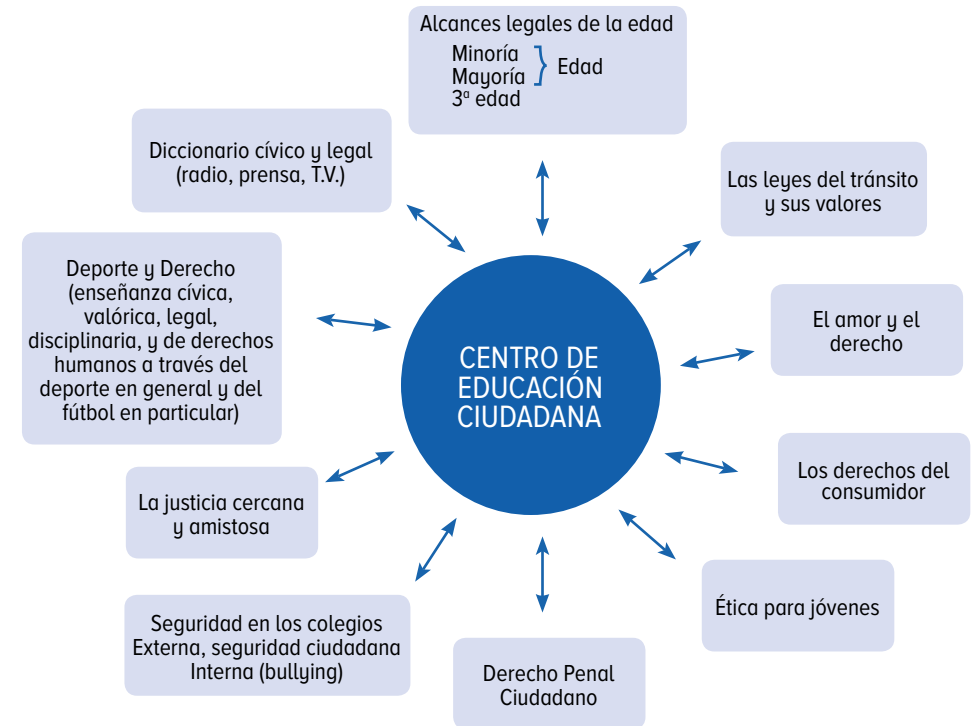 Alcances legales de la edad
Minoría
Mayoría
3ª edad
Edad
Diccionario cívico y legal
(radio, prensa, T.V.)
Las leyes del tránsito
y sus valores
Deporte y Derecho
(enseñanza cívica,
valórica, legal,
disciplinaria, y de derechos
humanos a través del
deporte en general y del
fútbol en particular)
El amor y el
derecho
CENTRO DE
EDUCACIÓN
CIUDADANA
Los derechos del
consumidor
La justicia cercana
y amistosa
Ética para jóvenes
Seguridad en los colegios
Externa, seguridad ciudadana
Interna (bullying)
Derecho Penal
Ciudadano